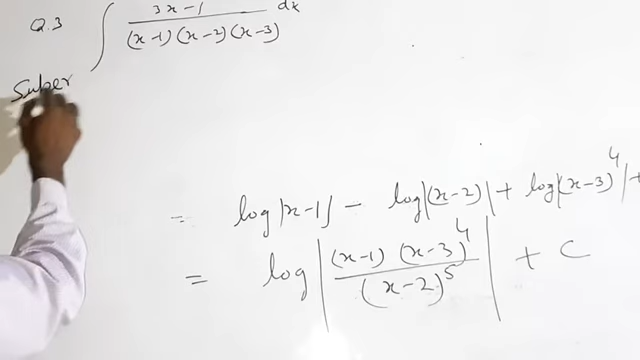 Q.3 ∫ 3x-1 / (x-1)(x-2)(x-3) dx
Super
= log|x-1| - log|(x-2)| + log|(x-3)^4| +
= log |(x-1)(x-3)^4 / (x-2)^5| + C